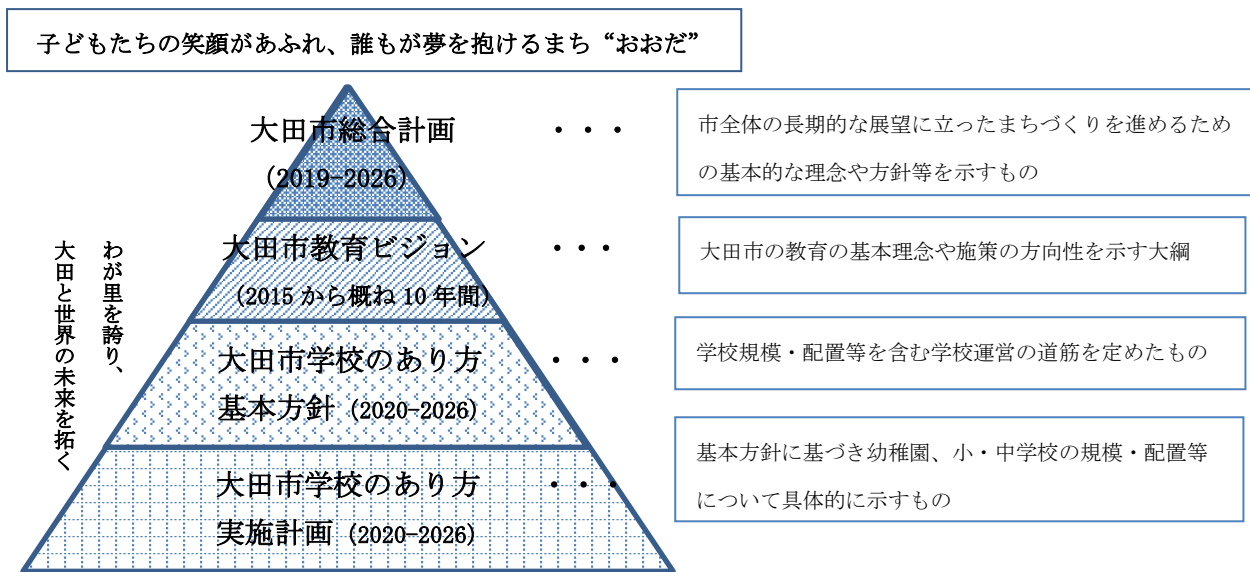 子どもたちの笑顔があふれ、誰もが夢を抱けるまち“おおだ”
大田市総合計画
(2019-2026)
・・・
市全体の長期的な展望に立ったまちづくりを進めるため
の基本的な理念や方針等を示すもの
わが里を誇り、
大田と世界の未来を拓く
大田市教育ビジョン
(2015 から概ね 10 年間)
・・・
大田市の教育の基本理念や施策の方向性を示す大綱
大田市学校のあり方
基本方針 (2020-2026)
・・・
学校規模・配置等を含む学校運営の道筋を定めたもの
大田市学校のあり方
実施計画 (2020-2026)
・・・
基本方針に基づき幼稚園、小・中学校の規模・配置等
について具体的に示すもの